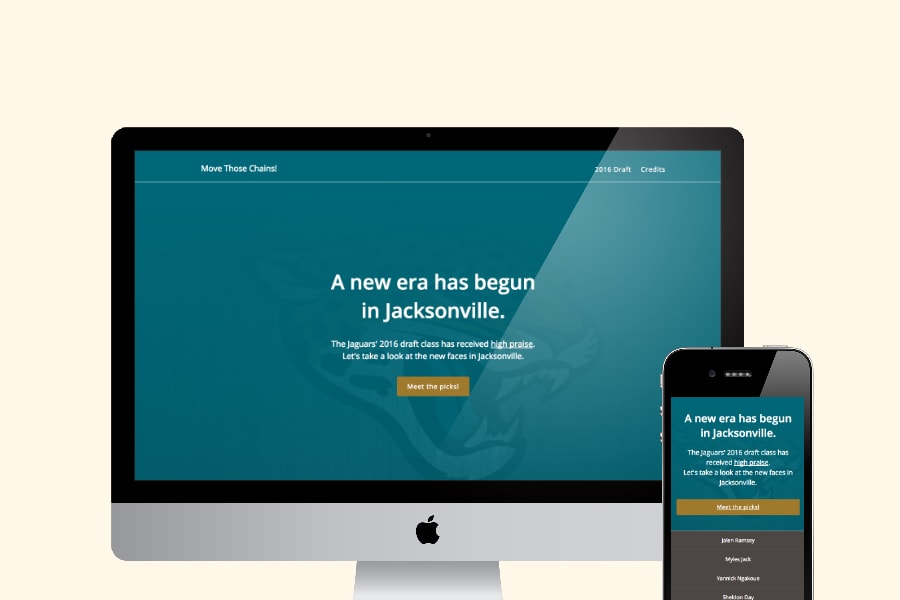 Move Those Chains!
2016 Draft Credits
A new era has begun
in Jacksonville.
The Jaguars' 2016 draft class has received high praise.
Let's take a look at the new faces in Jacksonville.
Meet the picks!
A new era has begun
in Jacksonville.
The Jaguars' 2016 draft class has
received high praise.
Let's take a look at the new faces in
Jacksonville.
Meet the picks!
Jalen Ramsey
Myles Jack
Yannick Ngakoue
Sheldon Day